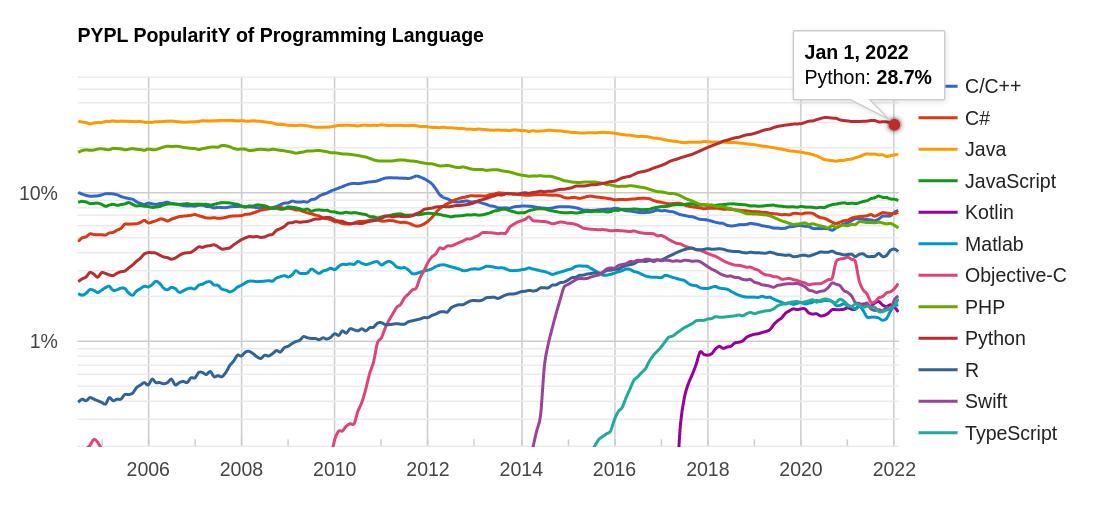 PYPL PopularitY of Programming Language
Jan 1, 2022
Python: 28.7%
C/C++
C#
Java
JavaScript
Kotlin
Matlab
Objective-C
PHP
Python
R
Swift
TypeScript
10%
1%
2006 2008 2010 2012 2014 2016 2018 2020 2022